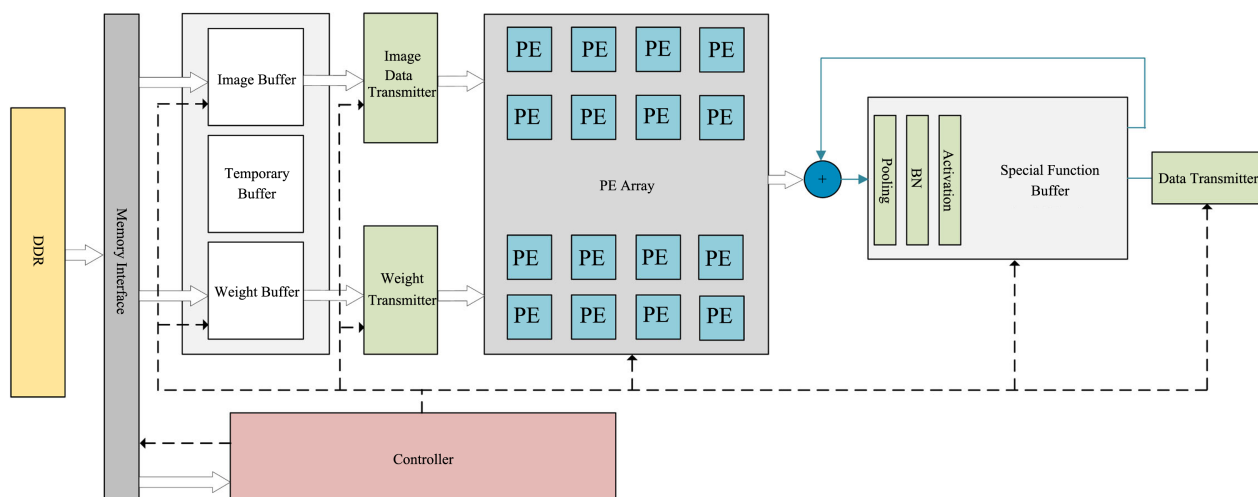 DDR
Memory Interface
Image Buffer
Temporary
Buffer
Weight Buffer
Image
Data
Transmitter
Weight
Transmitter
PE PE PE PE
PE PE PE PE
PE Array
PE PE PE PE
PE PE PE PE
+
Pooling
BN
Activation
Special Function
Buffer
Data Transmitter
Controller